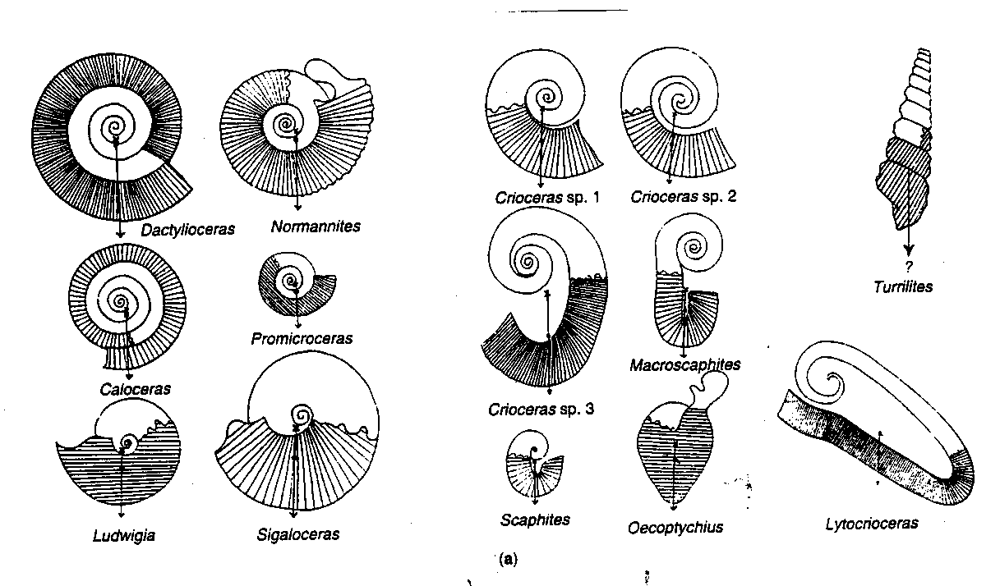 Dactylioceras
Normannites
Crioceras sp. 1
Crioceras sp. 2
?
Turrilites
Caloceras
Promicroceras
Crioceras sp. 3
Macroscaphites
Ludwigia
Sigaloceras
Scaphites
Oecoptychius
Lytocrioceras
(a)